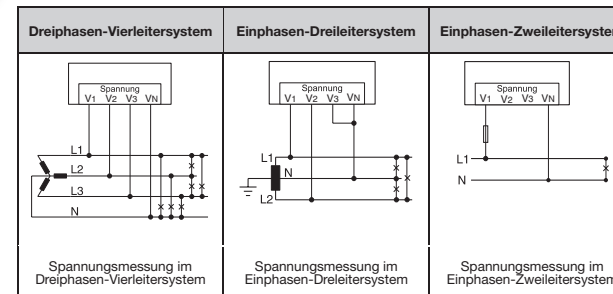 Dreiphasen-Vierleitersystem
Einphasen-Dreileitersystem
Einphasen-Zweileitersystem
Spannung
V1 V2 V3 VN
L1
L2
L3
N
Spannung
V1 V2 V3 VN
L1
N
L2
Spannung
V1 V2 V3 VN
L1
N
Spannungsmessung im
Dreiphasen-Vierleitersystem
Spannungsmessung im
Einphasen-Dreleitersystem
Spannungsmessung im
Einphasen-Zweileitersystem